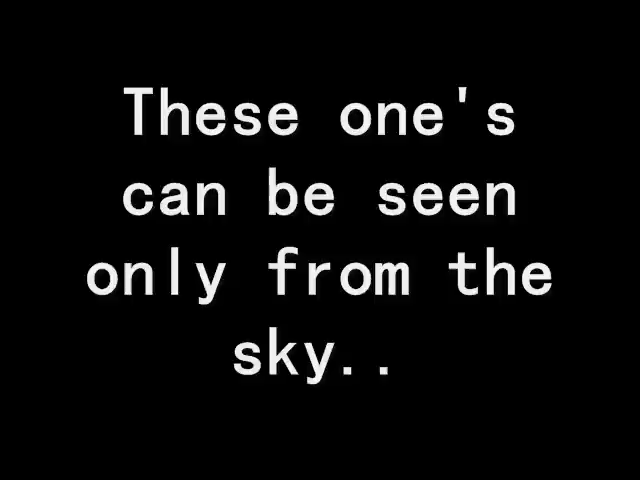 These one's
can be seen
only from the
sky..